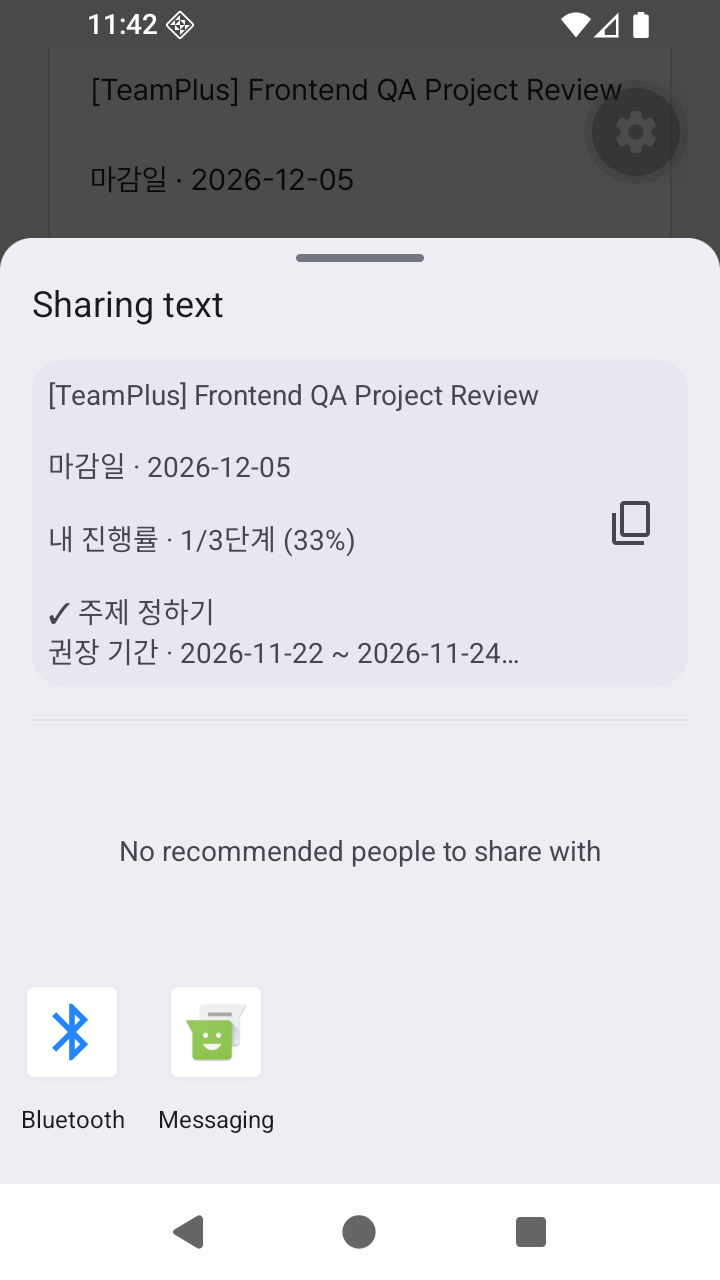 11:42
[TeamPlus] Frontend QA Project Review
마감일 · 2026-12-05
Sharing text
[TeamPlus] Frontend QA Project Review
마감일 · 2026-12-05
내 진행률 · 1/3단계 (33%)
✓ 주제 정하기
권장 기간 · 2026-11-22 ~ 2026-11-24…
No recommended people to share with
Bluetooth
Messaging